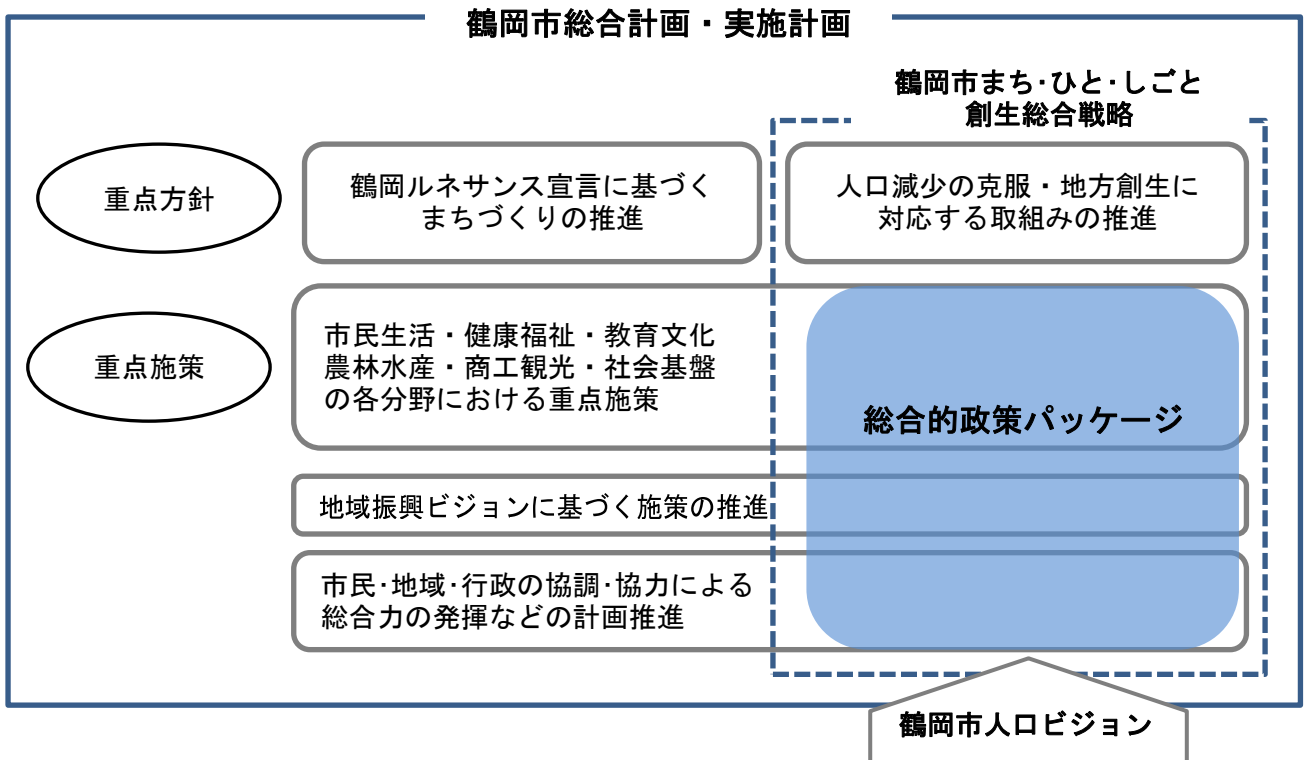 鶴岡市総合計画・実施計画
鶴岡市まち・ひと・しごと
創生総合戦略
重点方針
鶴岡ルネサンス宣言に基づく
まちづくりの推進
人口減少の克服・地方創生に
対応する取組みの推進
重点施策
市民生活・健康福祉・教育文化
農林水産・商工観光・社会基盤
の各分野における重点施策
総合的政策パッケージ
地域振興ビジョンに基づく施策の推進
市民・地域・行政の協調・協力による
総合力の発揮などの計画推進
鶴岡市人口ビジョン